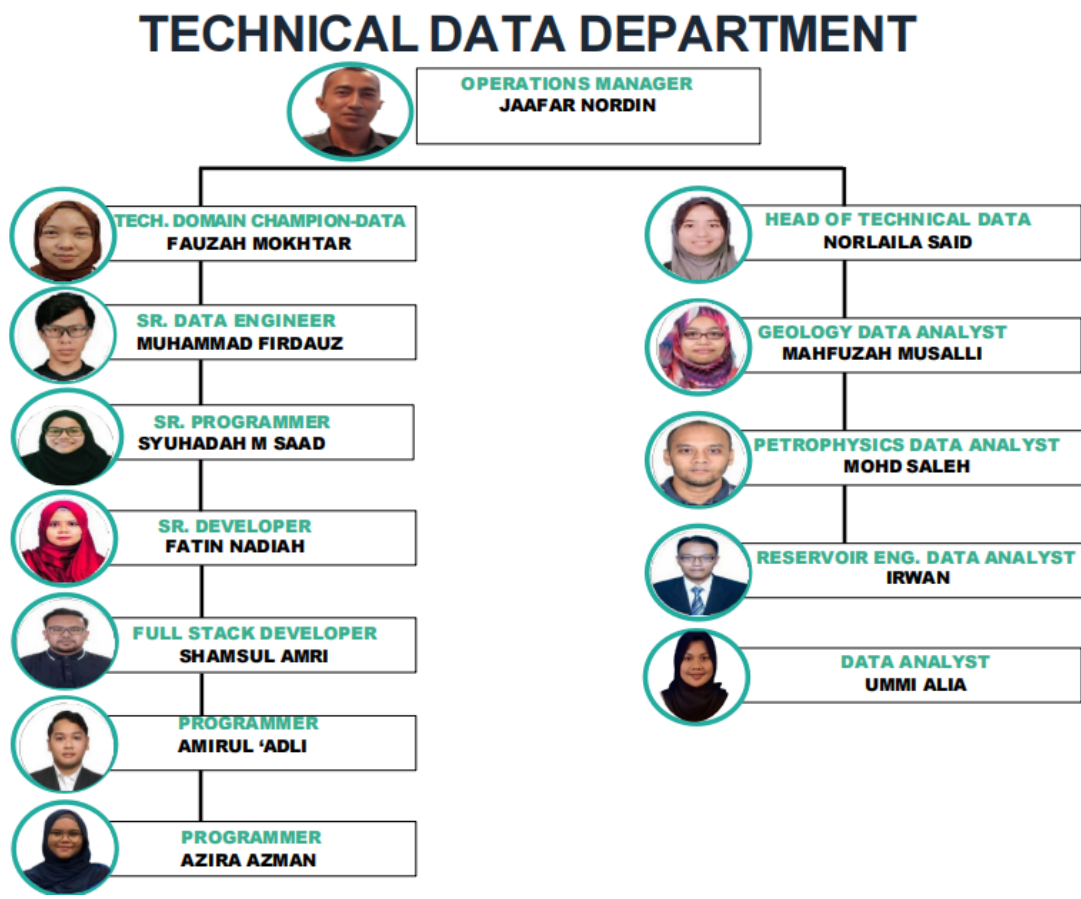 TECHNICAL DATA DEPARTMENT
OPERATIONS MANAGER
JAAFAR NORDIN
TECH. DOMAIN CHAMPION-DATA
FAUZAH MOKHTAR
SR. DATA ENGINEER
MUHAMMAD FIRDAUZ
SR. PROGRAMMER
SYUHADAH M SAAD
SR. DEVELOPER
FATIN NADIAH
FULL STACK DEVELOPER
SHAMSUL AMRI
PROGRAMMER
AMIRUL ‘ADLI
PROGRAMMER
AZIRA AZMAN
HEAD OF TECHNICAL DATA
NORLAILA SAID
GEOLOGY DATA ANALYST
MAHFUZAH MUSALLI
PETROPHYSICS DATA ANALYST
MOHD SALEH
RESERVOIR ENG. DATA ANALYST
IRWAN
DATA ANALYST
UMMI ALIA